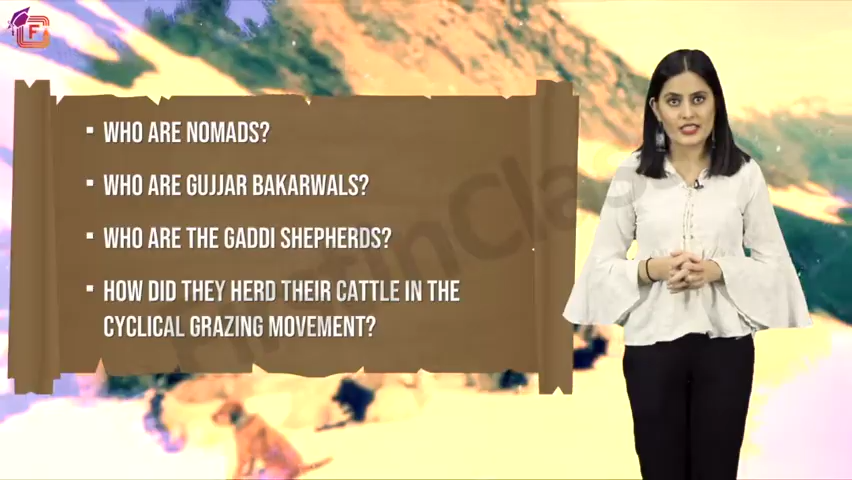 F
WHO ARE NOMADS?
WHO ARE GUJJAR BAKARWALS?
WHO ARE THE GADDI SHEPHERDS?
HOW DID THEY HERD THEIR CATTLE IN THE
CYCLICAL GRAZING MOVEMENT?